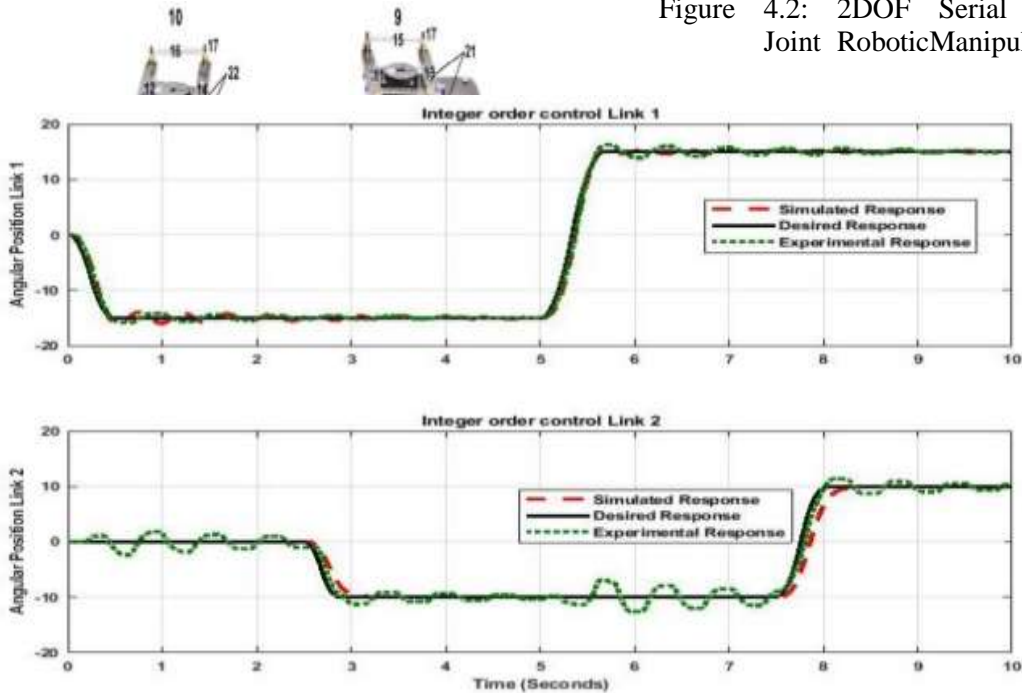 10
9
Figure 4.2: 2DOF Serial
Joint RoboticManipul
16
17
22
12
15
17
21
19
Integer order control Link 1
Angular Position Link 1
20
10
0
-10
-20
Simulated Response
Desired Response
Experimental Response
0 1 2 3 4 5 6 7 8 9 10
Integer order control Link 2
Angular Position Link 2
20
10
0
-10
-20
Simulated Response
Desired Response
Experimental Response
0 1 2 3 4 5 6 7 8 9 10
Time (Seconds)